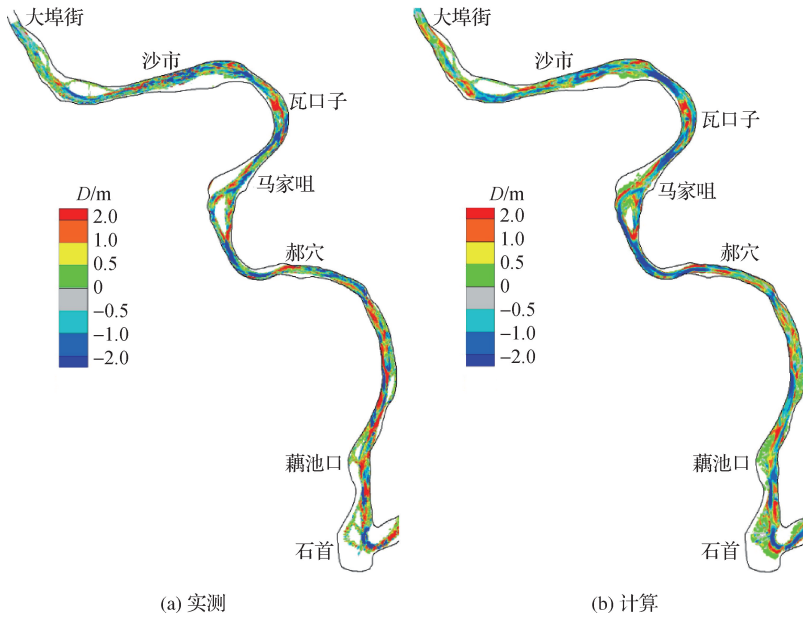 大埠街
沙市
瓦口子
马家咀
D/m
2.0
1.0
0.5
0
−0.5
−1.0
−2.0
郝穴
藕池口
石首
(a) 实测
大埠街
沙市
瓦口子
马家咀
D/m
2.0
1.0
0.5
0
−0.5
−1.0
−2.0
郝穴
藕池口
石首
(b) 计算